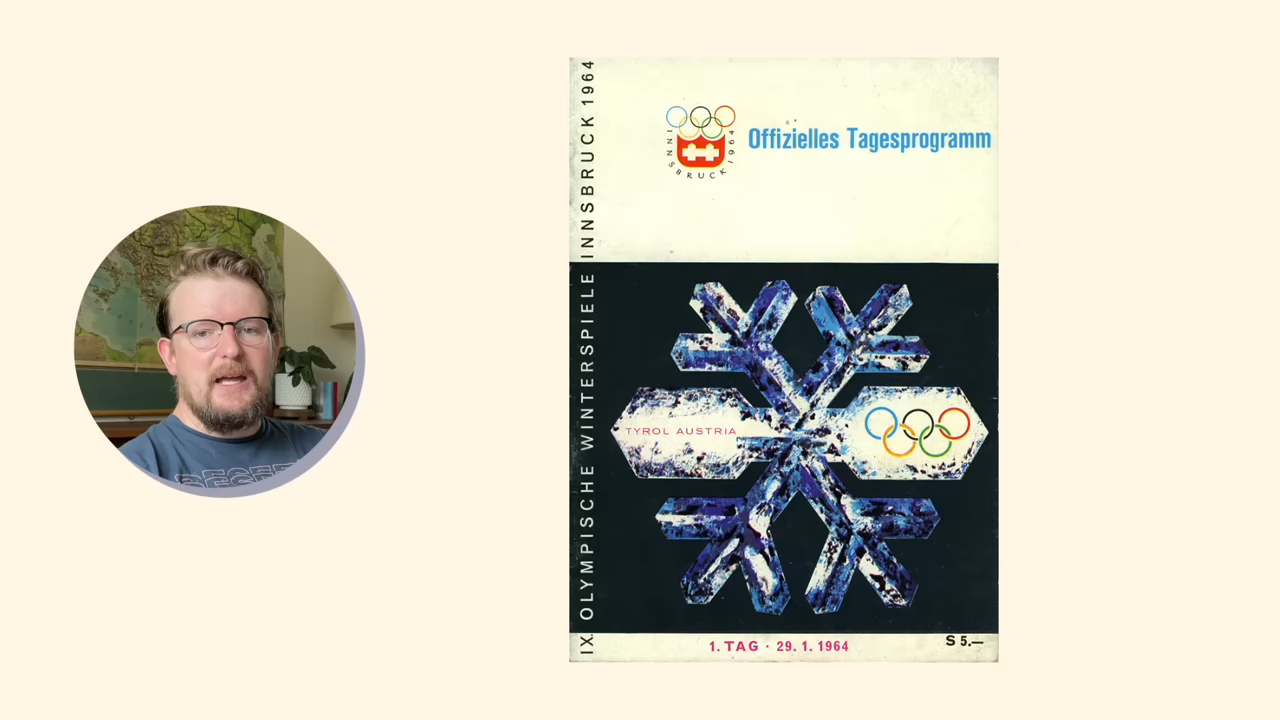 IX. OLYMPISCHE WINTERSPIELE INNSBRUCK 1964
INNSBRUCK 1964
Offizielles Tagesprogramm
TYROL AUSTRIA
1. TAG · 29. 1. 1964
S 5.—